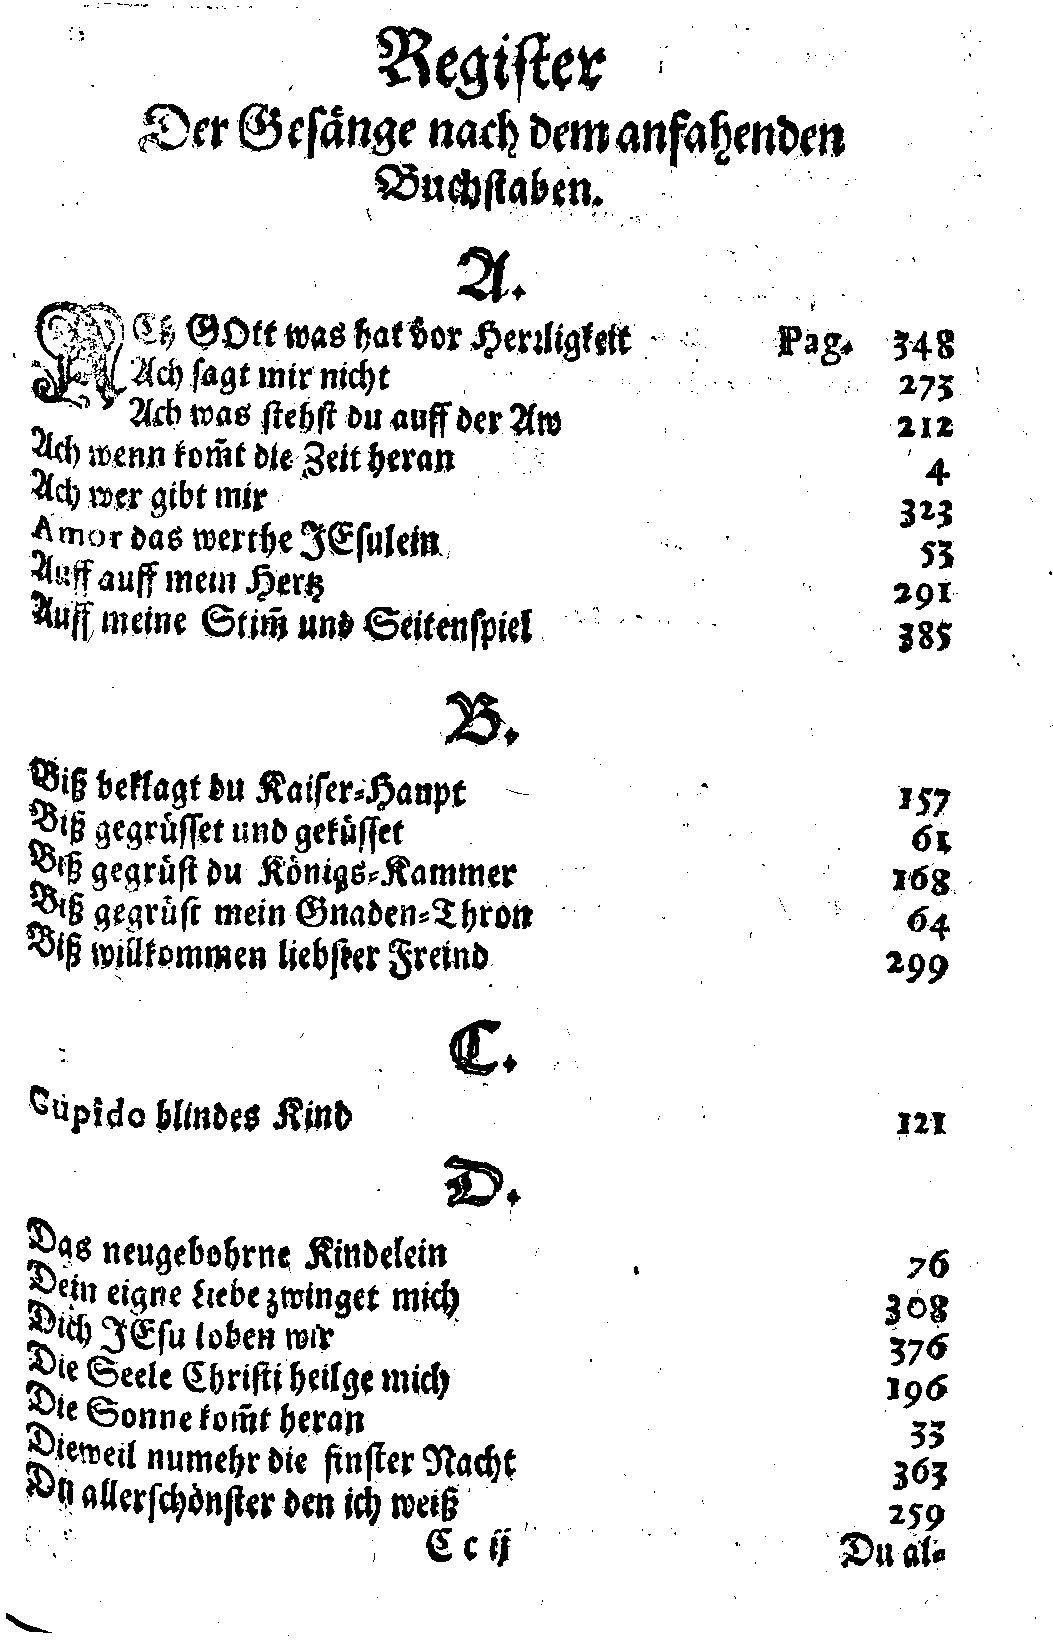 Register
Der Gesänge nach dem anfahenden
Buchstaben.
A.
ACh GOtt was hat vor Herrligkeit Pag. 348
Ach sagt mir nicht 273
Ach was stehst du auff der Aw 212
Ach wenn kom̃t die Zeit heran 4
Ach wer gibt mir 323
Amor das werthe JEsulein 53
Auff auff mein Hertz 291
Auff meine Stim̃ und Seitenspiel 385
B.
Biß beklagt du Kaiser-Haupt 157
Biß gegrüsset und geküsset 61
Biß gegrüst du Königs-Kammer 168
Biß gegrüst mein Gnaden-Thron 64
Biß willkommen liebster Freind 299
C.
Cupido blindes Kind 121
D.
Das neugebohrne Kindelein 76
Dein eigne Liebe zwinget mich 308
Dich JEsu loben wir 376
Die Seele Christi heilge mich 196
Die Sonne kom̃t heran 33
Dieweil numehr die finster Nacht 363
Du allerschönster den ich weiß 259
C c ij Du al-